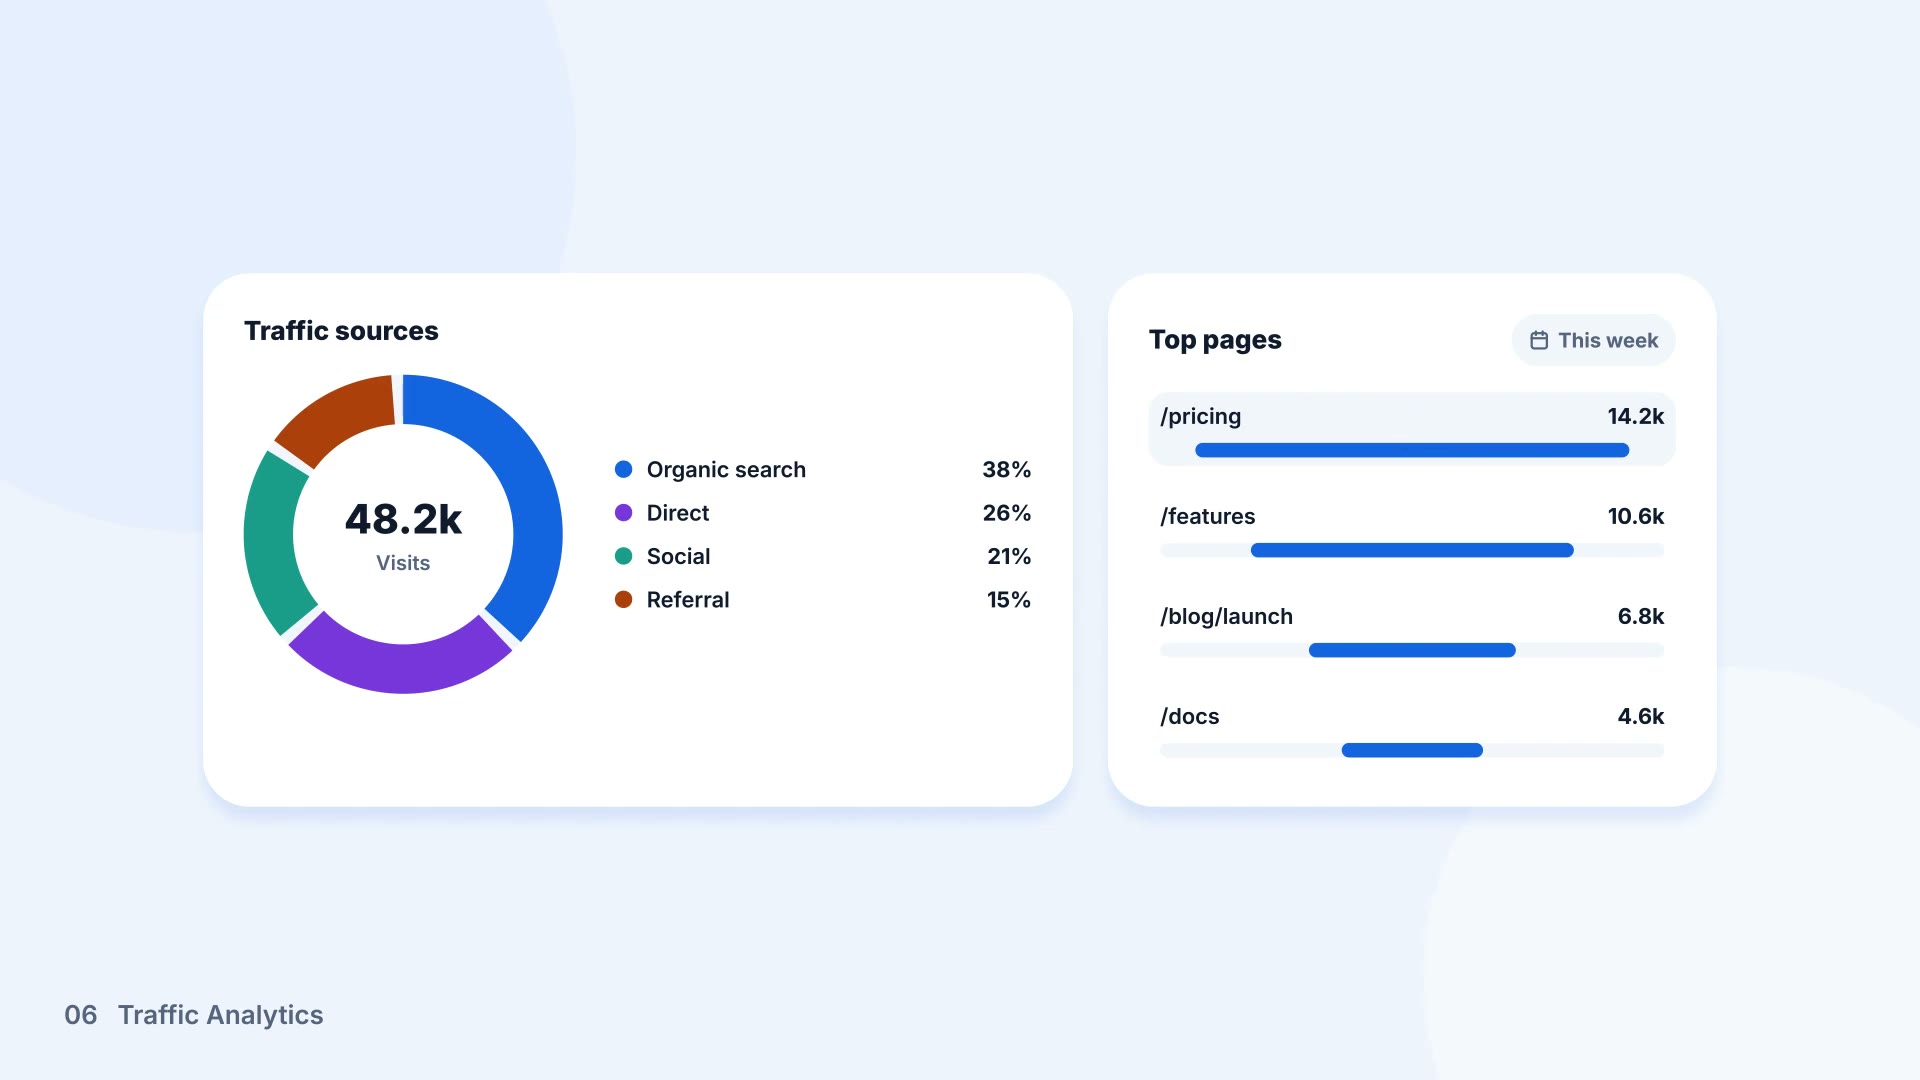 Traffic sources
48.2k
Visits
Organic search 38%
Direct 26%
Social 21%
Referral 15%
Top pages
This week
/pricing 14.2k
/features 10.6k
/blog/launch 6.8k
/docs 4.6k
06 Traffic Analytics